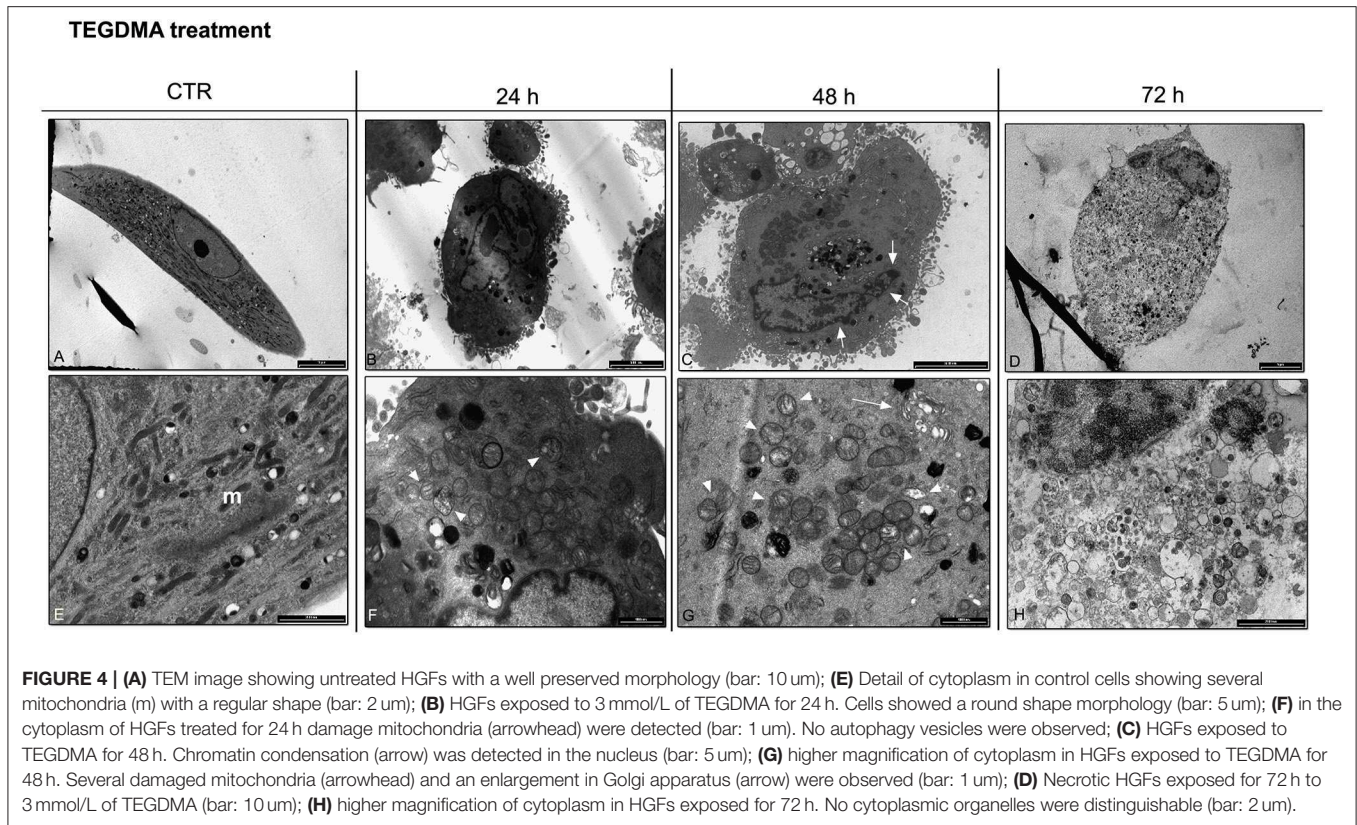 TEGDMA treatment
CTR
24 h
48 h
72 h
A
B
C
D
m
E
F
G
H
FIGURE 4 | (A) TEM image showing untreated HGFs with a well preserved morphology (bar: 10 um); (E) Detail of cytoplasm in control cells showing several
mitochondria (m) with a regular shape (bar: 2 um); (B) HGFs exposed to 3 mmol/L of TEGDMA for 24 h. Cells showed a round shape morphology (bar: 5 um); (F) in the
cytoplasm of HGFs treated for 24 h damage mitochondria (arrowhead) were detected (bar: 1 um). No autophagy vesicles were observed; (C) HGFs exposed to
TEGDMA for 48 h. Chromatin condensation (arrow) was detected in the nucleus (bar: 5 um); (G) higher magnification of cytoplasm in HGFs exposed to TEGDMA for
48 h. Several damaged mitochondria (arrowhead) and an enlargement in Golgi apparatus (arrow) were observed (bar: 1 um); (D) Necrotic HGFs exposed for 72 h to
3 mmol/L of TEGDMA (bar: 10 um); (H) higher magnification of cytoplasm in HGFs exposed for 72 h. No cytoplasmic organelles were distinguishable (bar: 2 um).